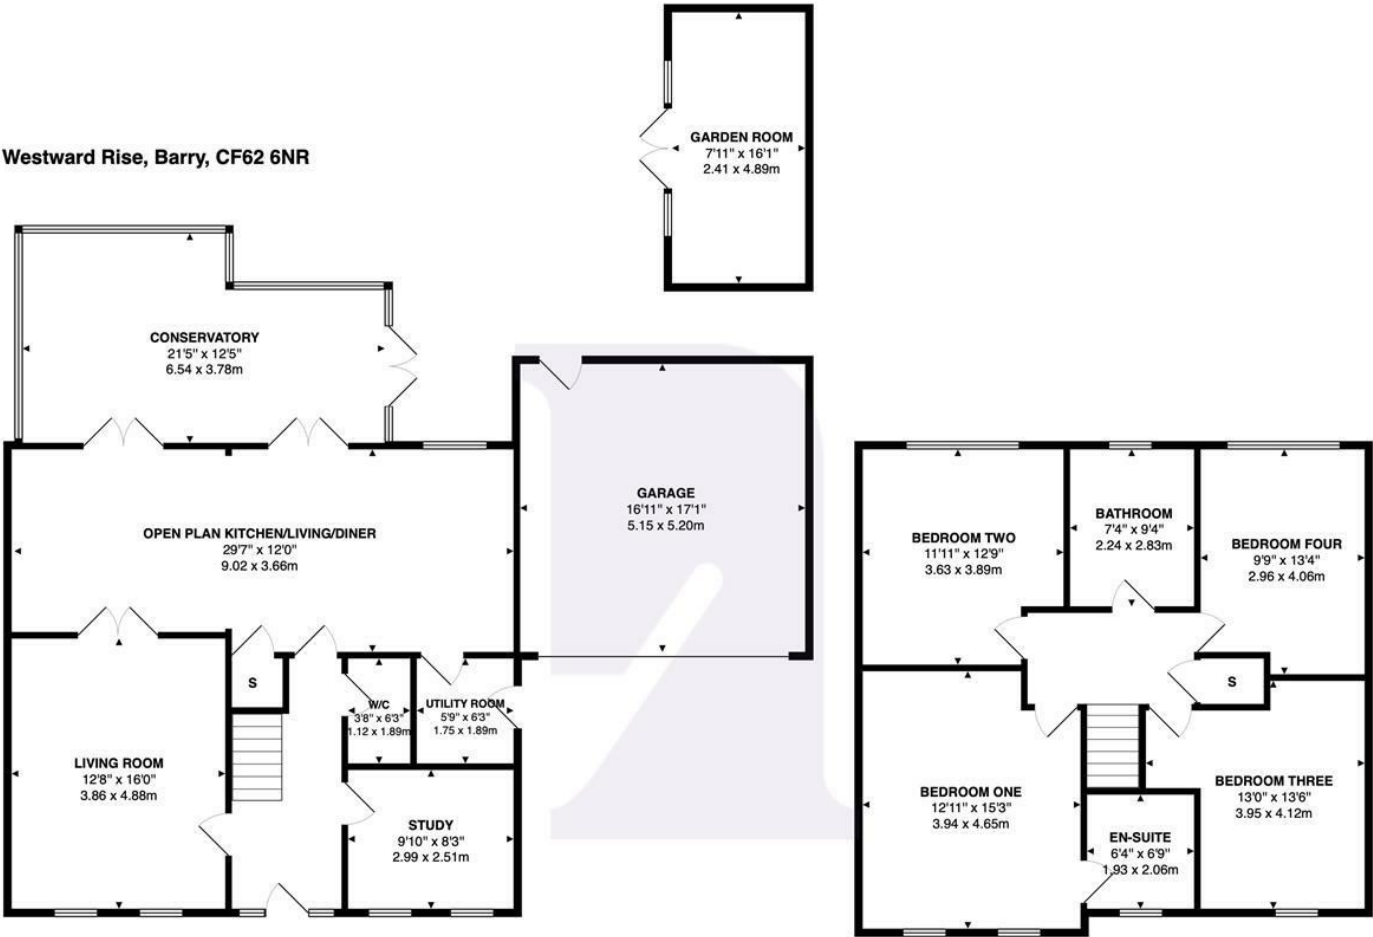 GARDEN ROOM
7'11" x 16'1"
2.41 x 4.89m
Westward Rise, Barry, CF62 6NR
CONSERVATORY
21'5" x 12'5"
6.54 x 3.78m
GARAGE
16'11" x 17'1"
5.15 x 5.20m
OPEN PLAN KITCHEN/LIVING/DINER
29'7" x 12'0"
9.02 x 3.66m
S
W/C
3'8" x 6'3"
1.12 x 1.89m
UTILITY ROOM
5'9" x 6'3"
1.75 x 1.89m
LIVING ROOM
12'8" x 16'0"
3.86 x 4.88m
STUDY
9'10" x 8'3"
2.99 x 2.51m
BEDROOM TWO
11'11" x 12'9"
3.63 x 3.89m
BATHROOM
7'4" x 9'4"
2.24 x 2.83m
BEDROOM FOUR
9'9" x 13'4"
2.96 x 4.06m
S
BEDROOM ONE
12'11" x 15'3"
3.94 x 4.65m
EN-SUITE
6'4" x 6'9"
1.93 x 2.06m
BEDROOM THREE
13'0" x 13'6"
3.95 x 4.12m